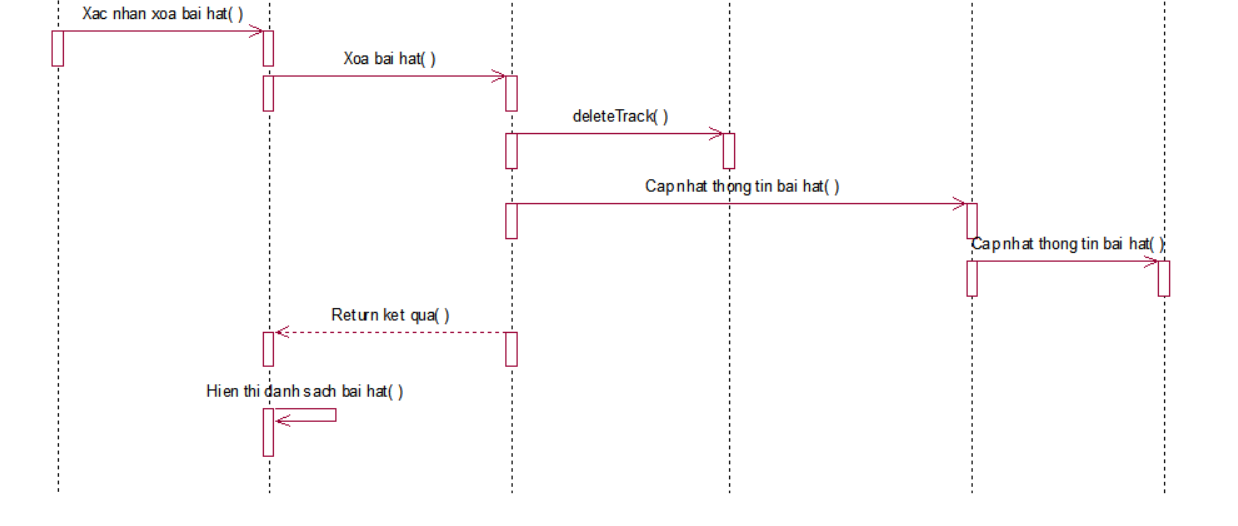 Xac nhan xoa bai hat( )
Xoa bai hat( )
deleteTrack( )
Cap nhat thong tin bai hat( )
Cap nhat thong tin bai hat( )
Return ket qua( )
Hien thi danh sach bai hat( )